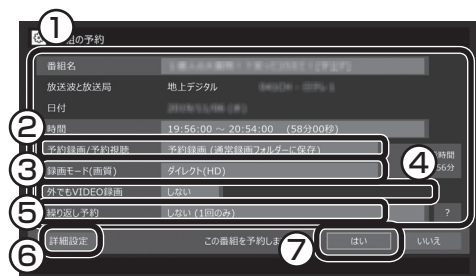 ①
組の予約
番組名
放送波と放送局 地上デジタル
日付
② 時間 19:56:00 ～ 20:54:00 (58分00秒)
予約録画/予約視聴 予約録画 (通常録画フォルダーに保存) 時間
③ 録画モード(画質) ダイレクト(HD) ④ 56分
外でもVIDEO録画 しない
⑤ 繰り返し予約 しない (1回のみ) ?
⑥ 詳細設定 この番組を予約しま ⑦ はい いいえ